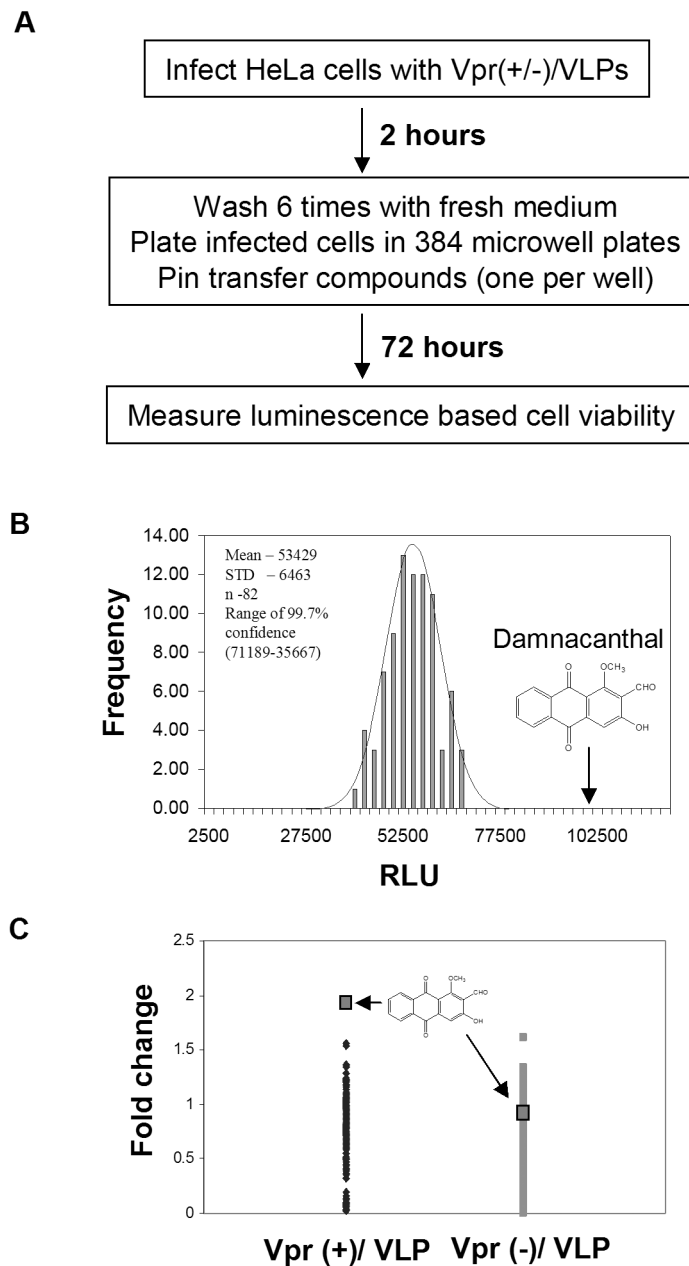 A
Infect HeLa cells with Vpr(+/-)/VLPs
2 hours
Wash 6 times with fresh medium
Plate infected cells in 384 microwell plates
Pin transfer compounds (one per well)
72 hours
Measure luminescence based cell viability
B
14.00
12.00
10.00
8.00
6.00
4.00
2.00
0.00
Frequency
Mean – 53429
STD – 6463
n -82
Range of 99.7%
confidence
(71189-35667)
Damnacanthal
O
OCH3
CHO
OH
O
2500 27500 52500 77500 102500
RLU
C
2.5
2
1.5
1
0.5
0
Fold change
O
OCH3
CHO
OH
O
Vpr (+)/ VLP Vpr (-)/ VLP